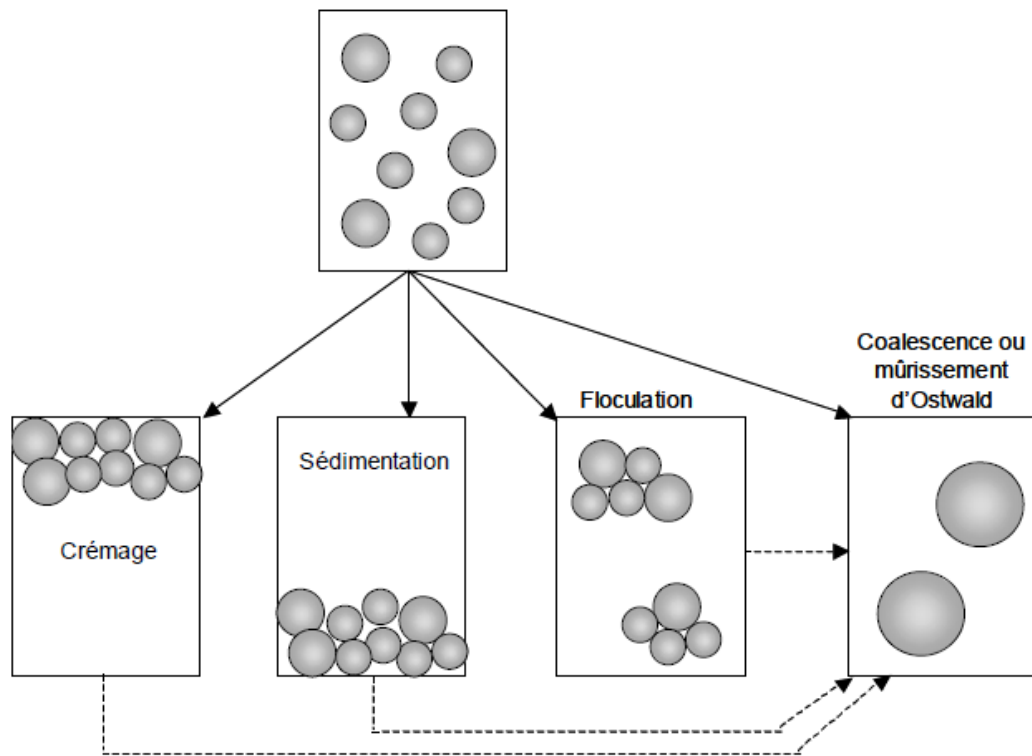 Coalescence ou
mûrissement
d'Ostwald
Floculation
Sédimentation
Crémage